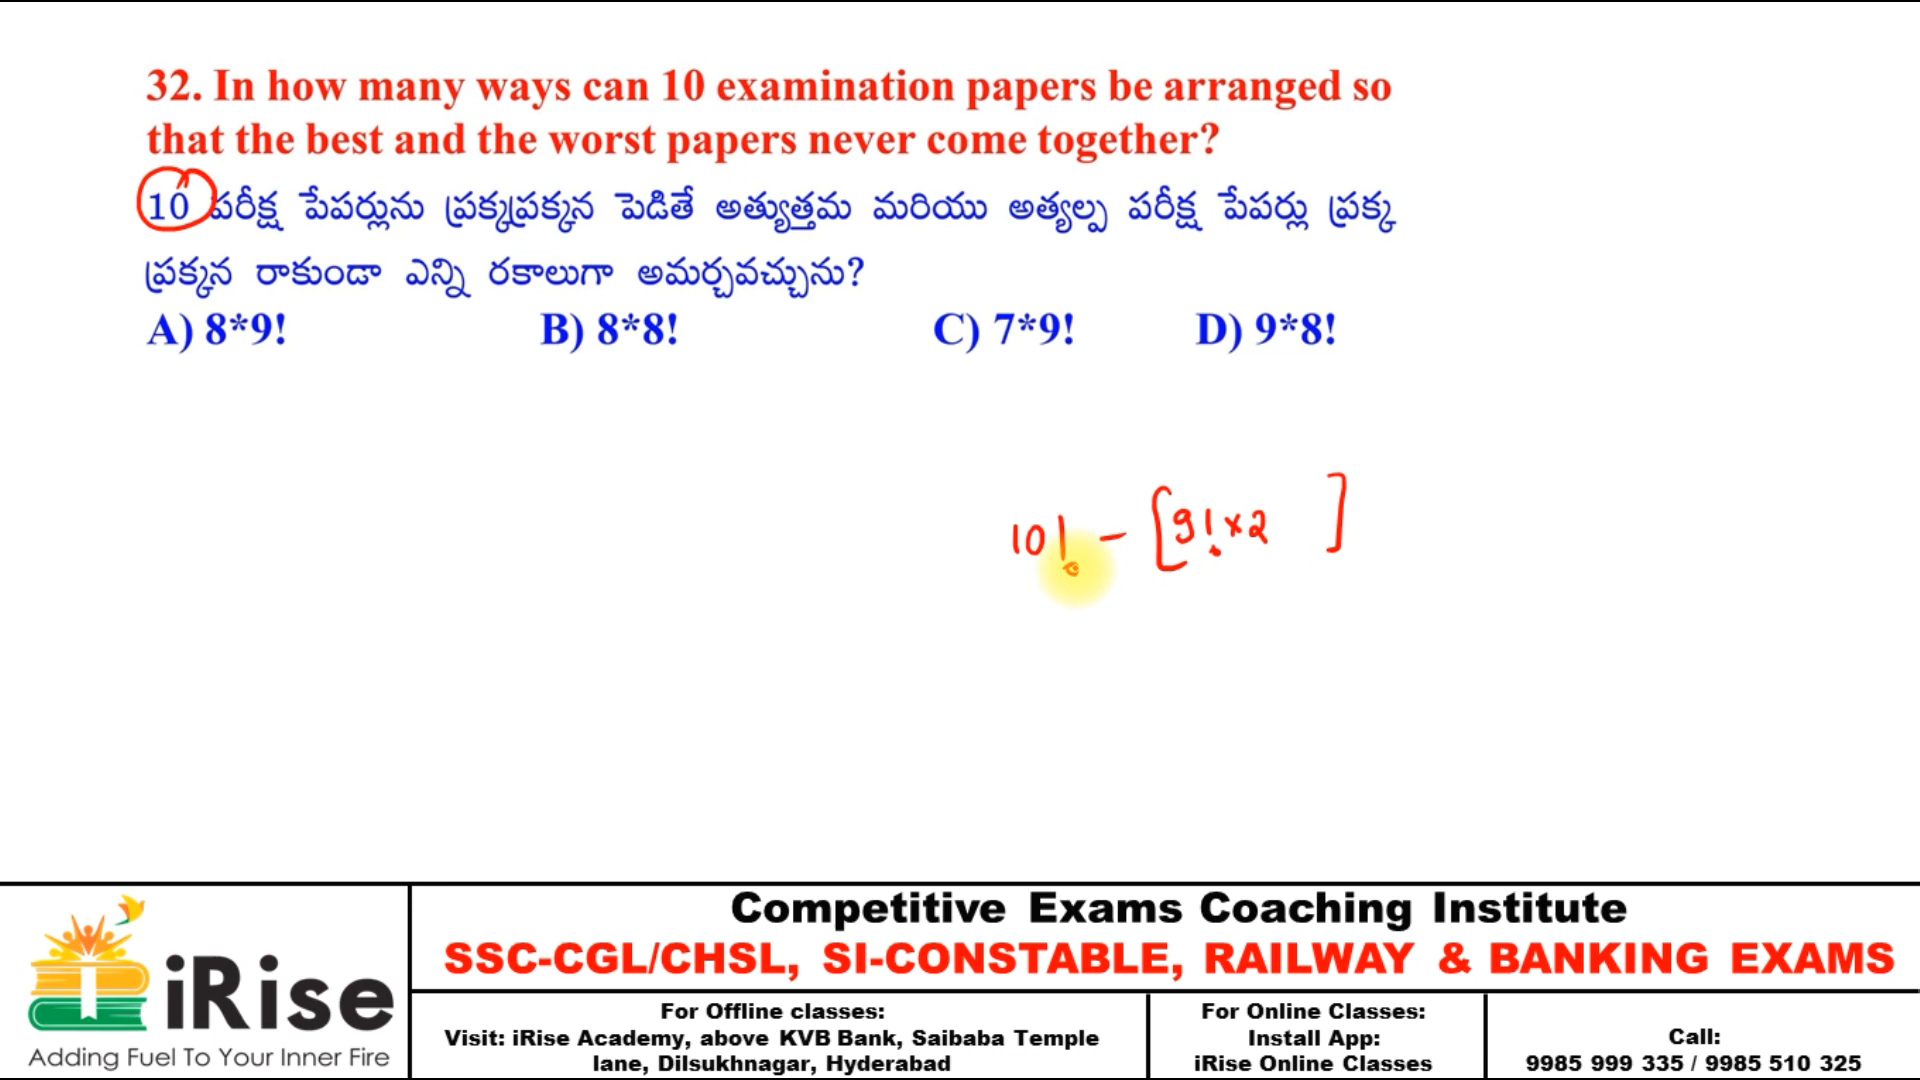 32. In how many ways can 10 examination papers be arranged so
that the best and the worst papers never come together?
10 పరీక్ష పేపర్లును ప్రక్కప్రక్కన పెడితే అత్యుత్తమ మరియు అత్యల్ప పరీక్ష పేపర్లు ప్రక్క
ప్రక్కన రాకుండా ఎన్ని రకాలుగా అమర్చవచ్చును?
A) 8*9! B) 8*8! C) 7*9! D) 9*8!
10! - [9!×2 ]
Competitive Exams Coaching Institute
SSC-CGL/CHSL, SI-CONSTABLE, RAILWAY & BANKING EXAMS
iRise
Adding Fuel To Your Inner Fire
For Offline classes:
Visit: iRise Academy, above KVB Bank, Saibaba Temple
lane, Dilsukhnagar, Hyderabad
For Online Classes:
Install App:
iRise Online Classes
Call:
9985 999 335 / 9985 510 325